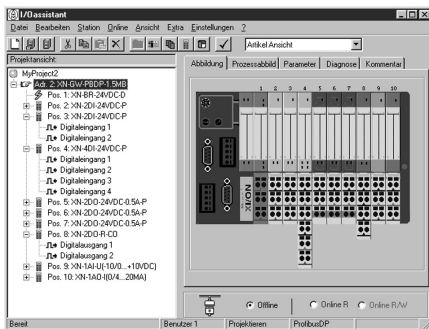 I/Oassistant
Datei Bearbeiten Station Online Ansicht Extra Einstellungen ?
Artikel Ansicht
Projektansicht:
MyProject2
Adr. 2: XN-GW-PBDP-1.5MB
Pos. 1: XN-BR-24VDC-D
Pos. 2: XN-2DI-24VDC-P
Pos. 3: XN-2DI-24VDC-P
Digitaleingang 1
Digitaleingang 2
Pos. 4: XN-4DI-24VDC-P
Digitaleingang 1
Digitaleingang 2
Digitaleingang 3
Digitaleingang 4
Pos. 5: XN-2DO-24VDC-0.5A-P
Pos. 6: XN-2DO-24VDC-0.5A-P
Pos. 7: XN-2DO-24VDC-0.5A-P
Pos. 8: XN-2DO-R-CO
Digitalausgang 1
Digitalausgang 2
Pos. 9: XN-1AI-U(-10/0...+10VDC)
Pos. 10: XN-1AO-I(0/4...20MA)
Abbildung Prozessabbild Parameter Diagnose Kommentar
1 2 3 4 5 6 7 8 9 10
XI/ON
Offline Online R Online R/W
Bereit Benutzer 1 Projektieren ProfibusDP